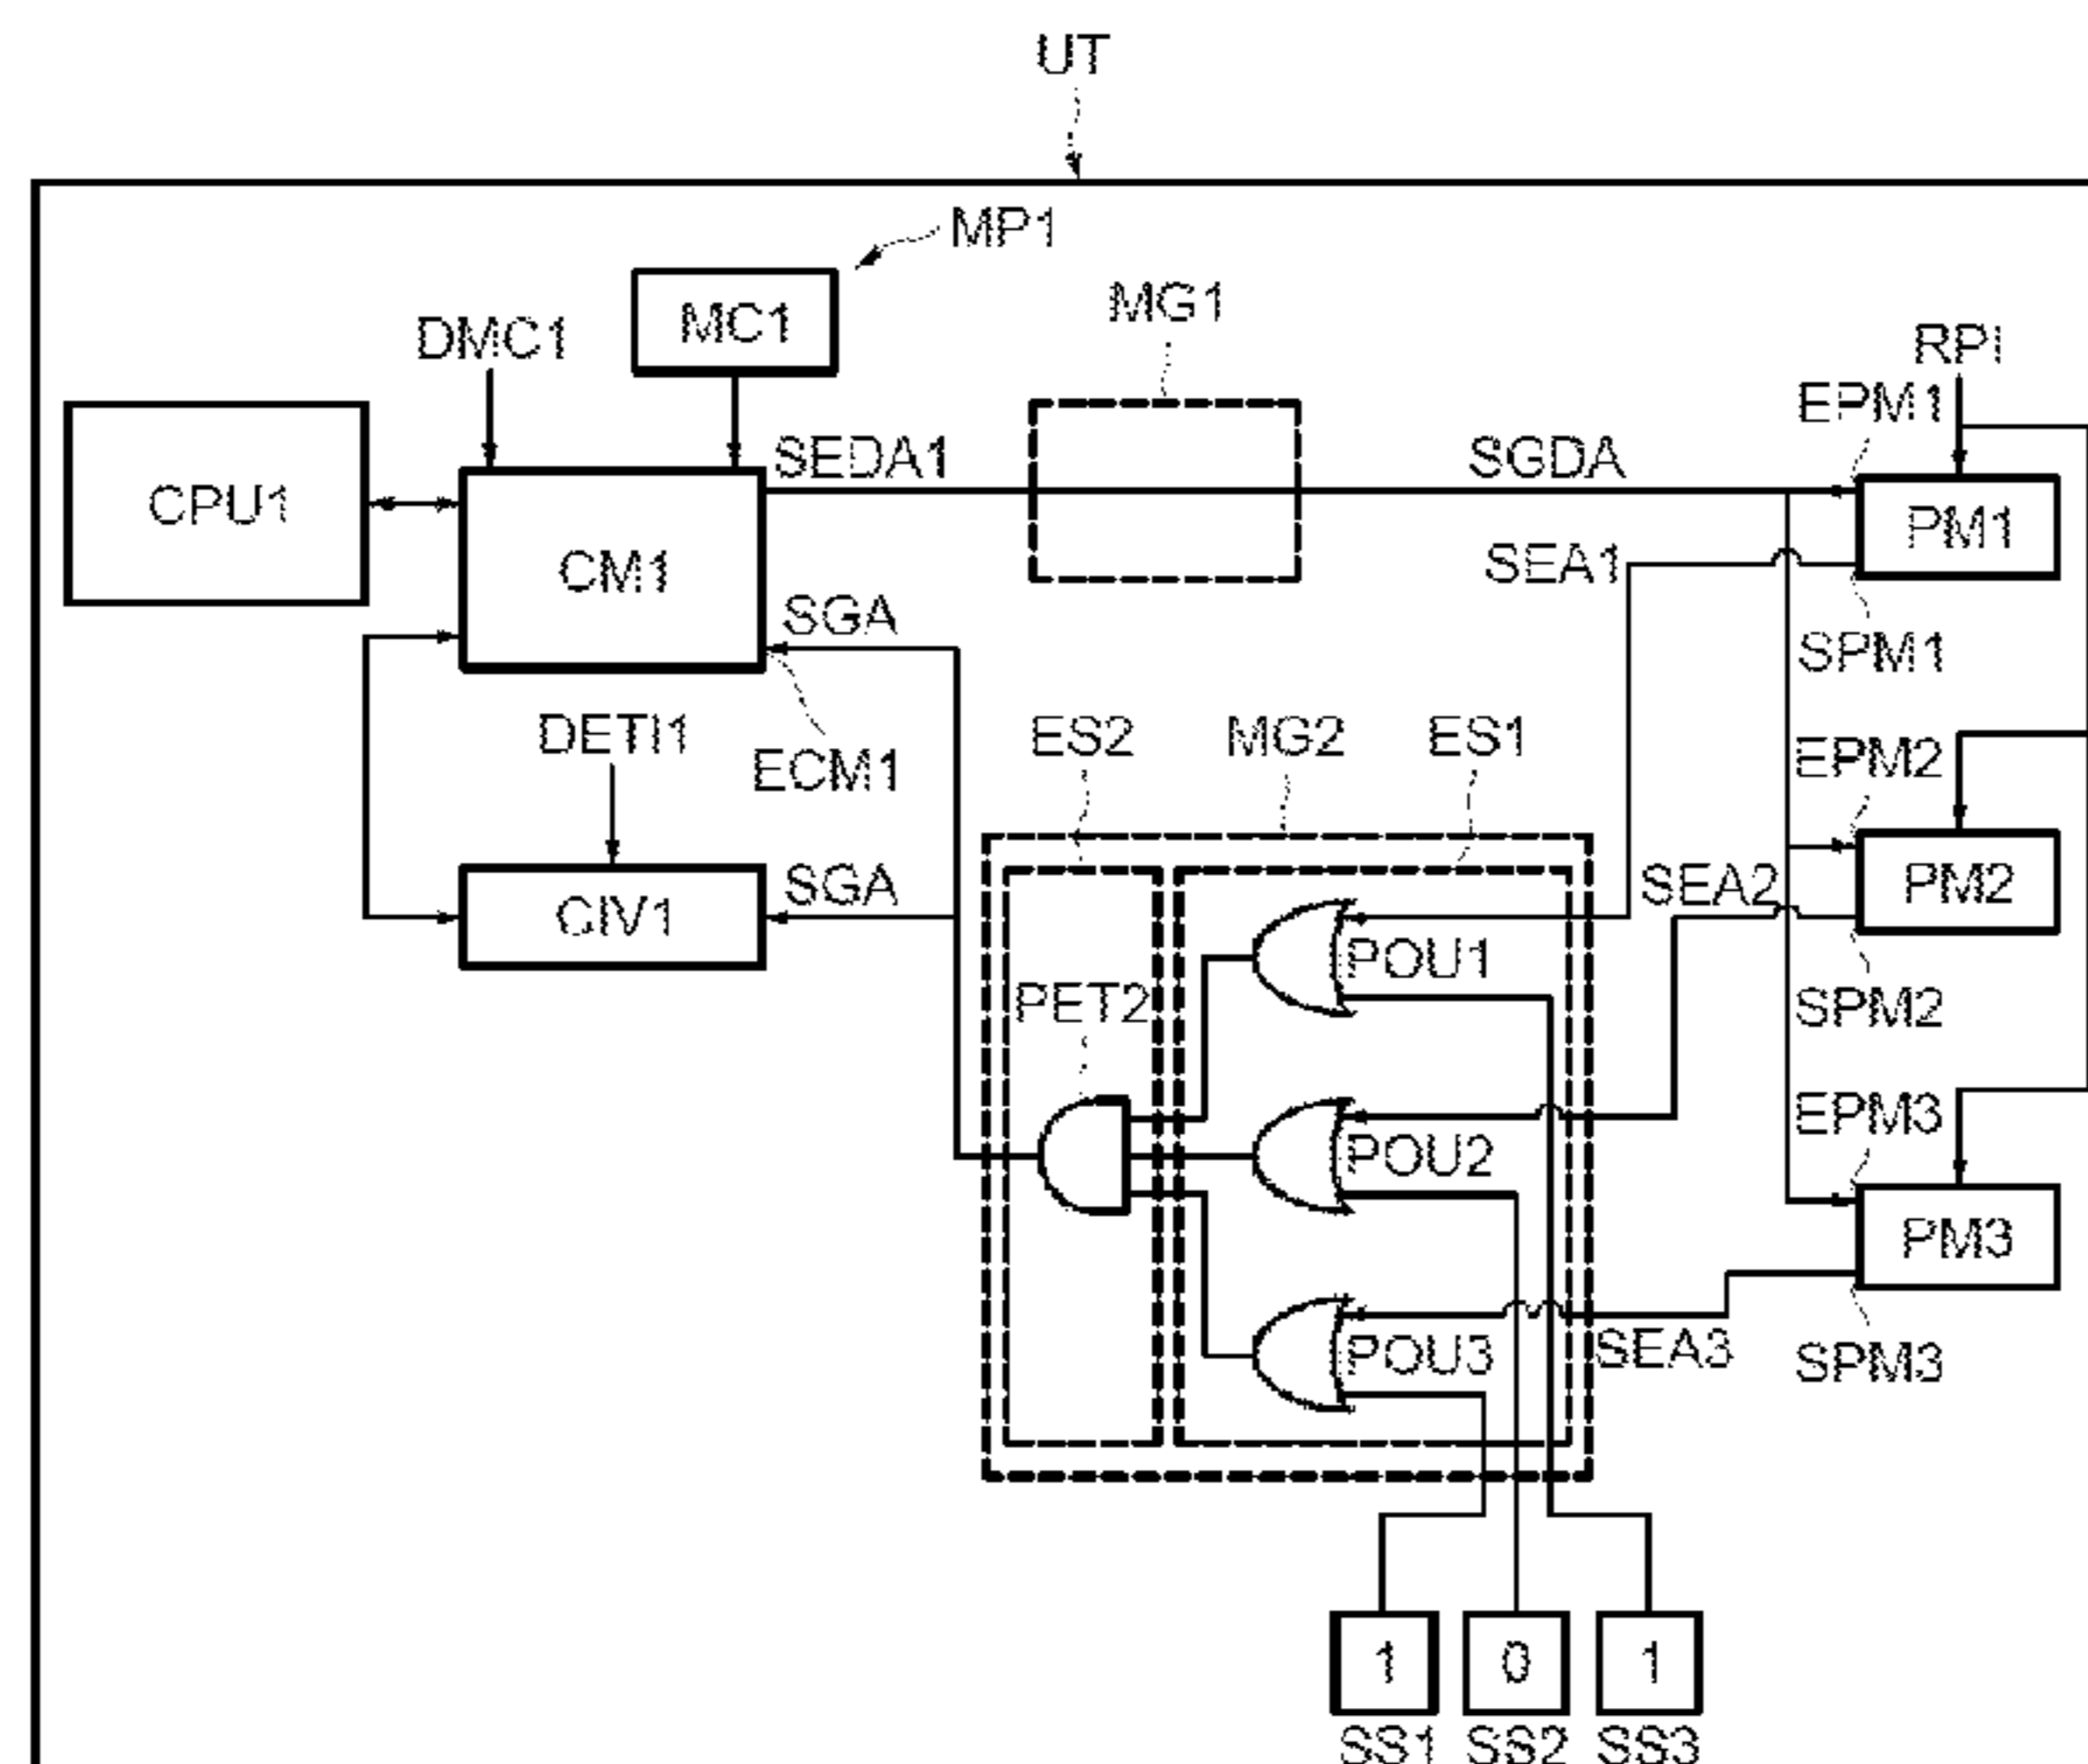 UT
MP1
MC1
MG1
DMC1
RPI
EPM1
SEDA1
SGDA
CPU1
PM1
CM1
SEA1
SGA
SPM1
DETI1
ES2
MG2
ES1
ECM1
EPM2
SGA
SEA2
PM2
CIV1
POU1
PET2
SPM2
EPM3
POU2
PM3
POU3
SEA3
SPM3
1
0
1
SS1
SS2
SS3